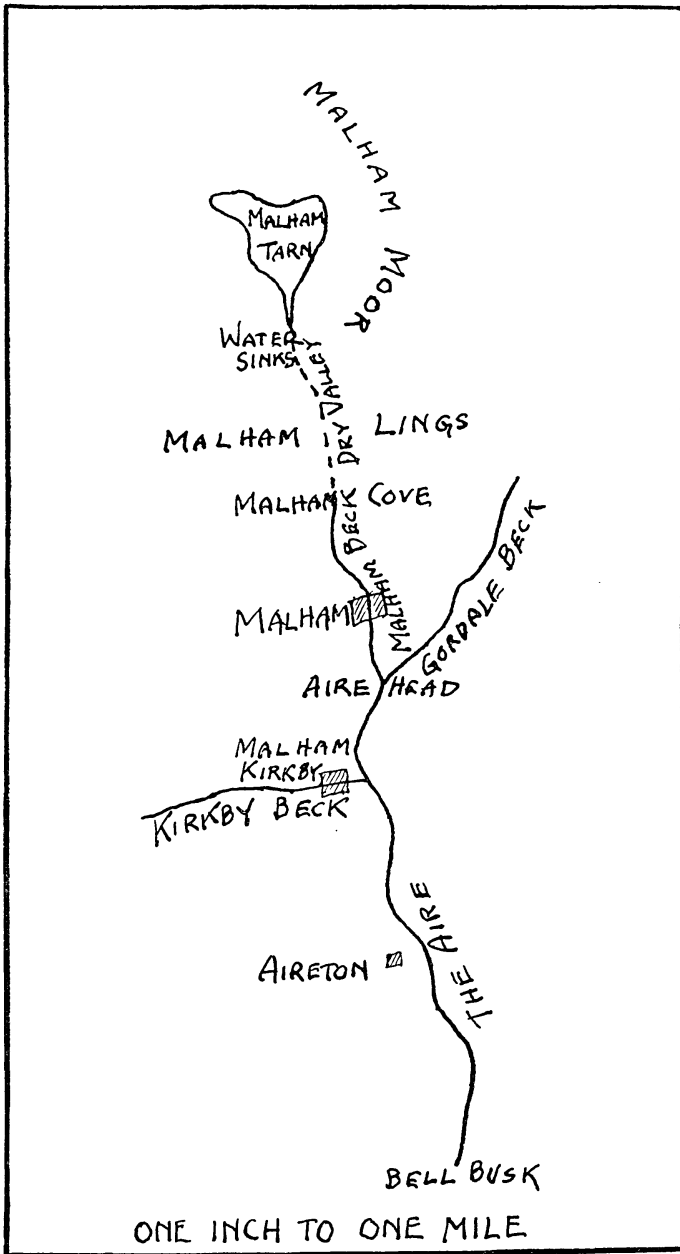 MALHAM MOOR
MALHAM
TARN
WATER
SINKS
DRY VALLEY
MALHAM LINGS
MALHAM COVE
MALHAM BECK
GORDALE BECK
MALHAM
AIRE HEAD
MALHAM
KIRKBY
KIRKBY BECK
THE AIRE
AIRETON
BELL BUSK
ONE INCH TO ONE MILE